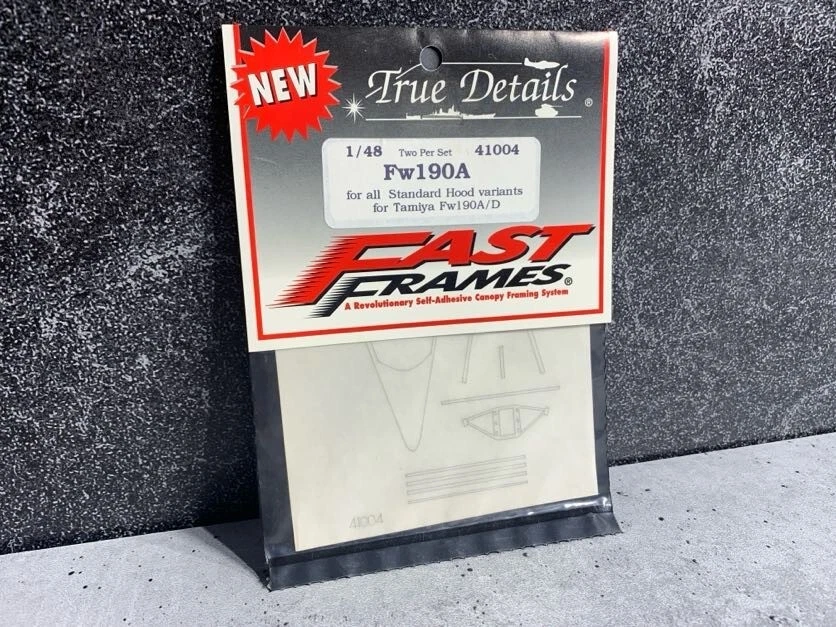 NEW
True Details®
1/48 Two Per Set 41004
Fw190A
for all Standard Hood variants
for Tamiya Fw190A/D
FAST
FRAMES®
A Revolutionary Self-Adhesive Canopy Framing System
41004